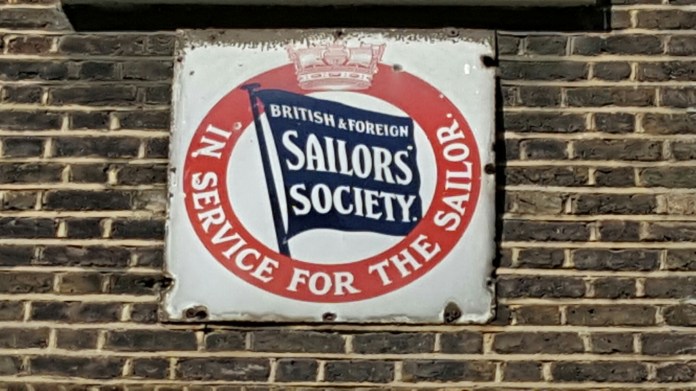 BRITISH & FOREIGN
SAILORS'
SOCIETY.
IN SERVICE FOR THE SAILOR.